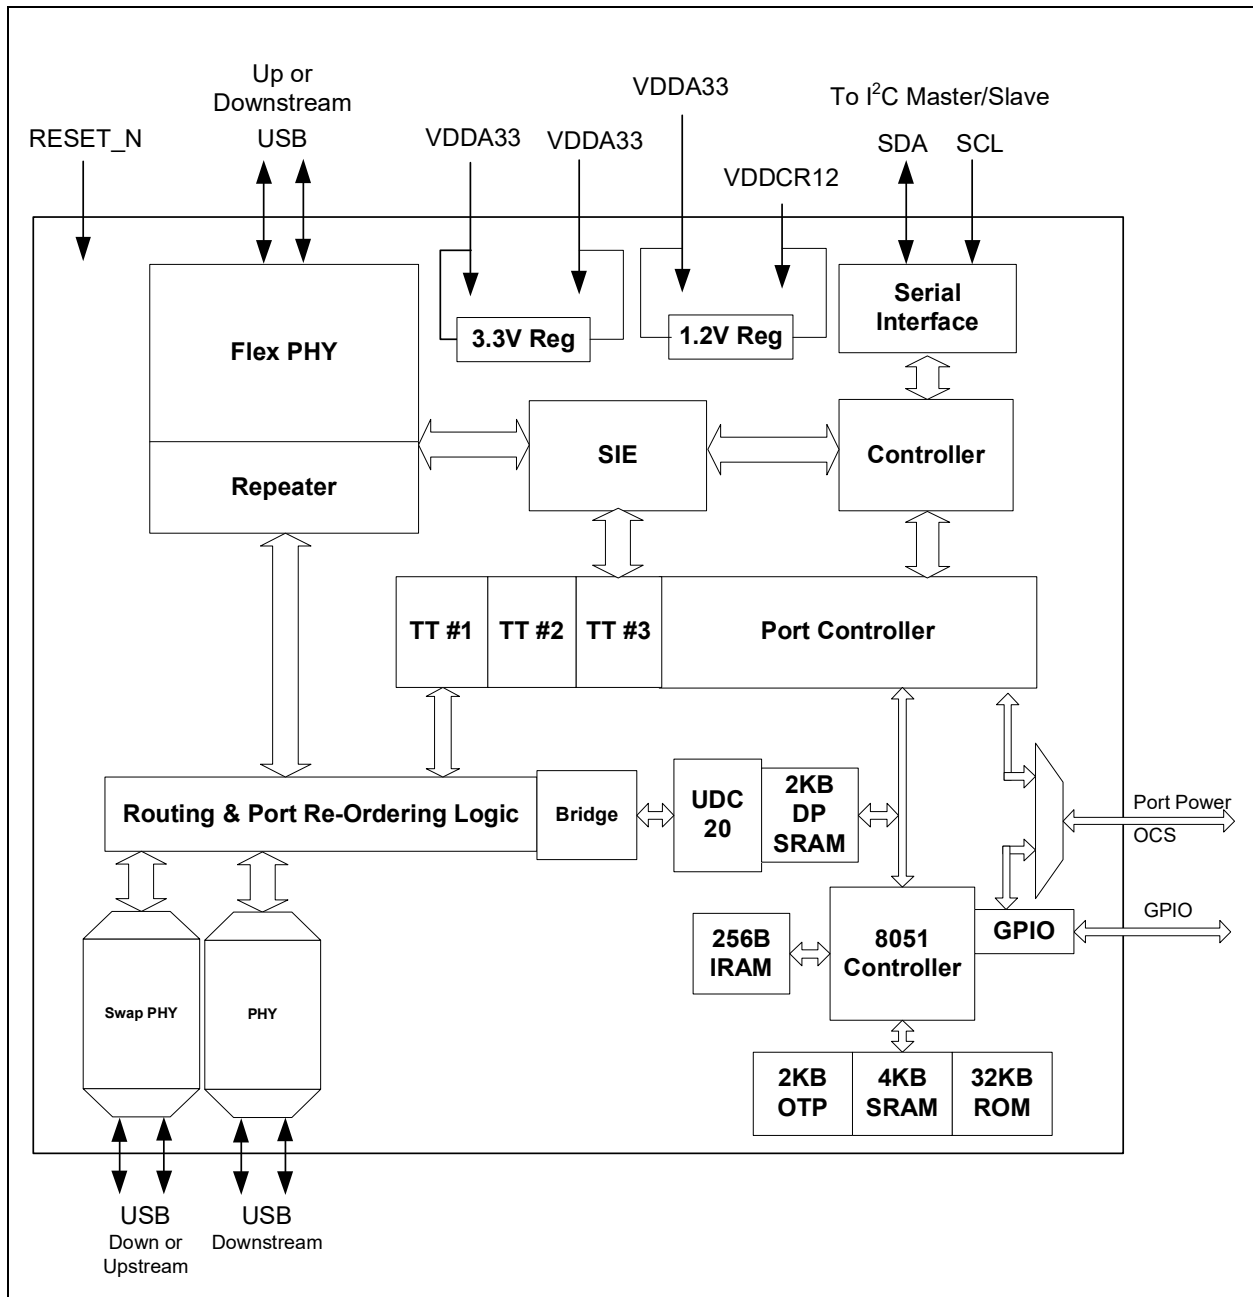 Up or
Downstream
USB
RESET_N
VDDA33
VDDA33
VDDA33
VDDCR12
To I²C Master/Slave
SDA
SCL
Flex PHY
3.3V Reg
1.2V Reg
Serial
Interface
Repeater
SIE
Controller
TT #1
TT #2
TT #3
Port Controller
Routing & Port Re-Ordering Logic
Bridge
UDC
20
2KB
DP
SRAM
Port Power
OCS
Swap PHY
PHY
256B
IRAM
8051
Controller
GPIO
GPIO
2KB
OTP
4KB
SRAM
32KB
ROM
USB
Down or
Upstream
USB
Downstream